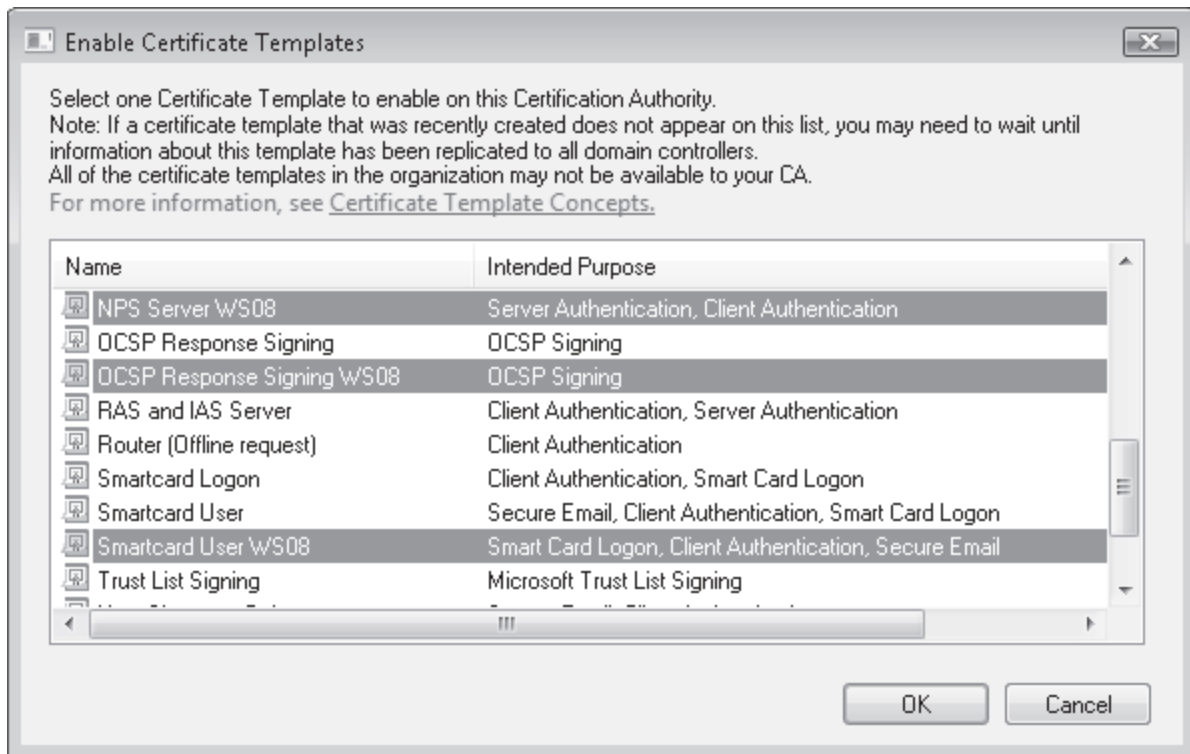 Enable Certificate Templates
Select one Certificate Template to enable on this Certification Authority.
Note: If a certificate template that was recently created does not appear on this list, you may need to wait until
information about this template has been replicated to all domain controllers.
All of the certificate templates in the organization may not be available to your CA.
For more information, see Certificate Template Concepts.
Name Intended Purpose
NPS Server WS08 Server Authentication, Client Authentication
OCSP Response Signing OCSP Signing
OCSP Response Signing WS08 OCSP Signing
RAS and IAS Server Client Authentication, Server Authentication
Router (Offline request) Client Authentication
Smartcard Logon Client Authentication, Smart Card Logon
Smartcard User Secure Email, Client Authentication, Smart Card Logon
Smartcard User WS08 Smart Card Logon, Client Authentication, Secure Email
Trust List Signing Microsoft Trust List Signing
OK Cancel